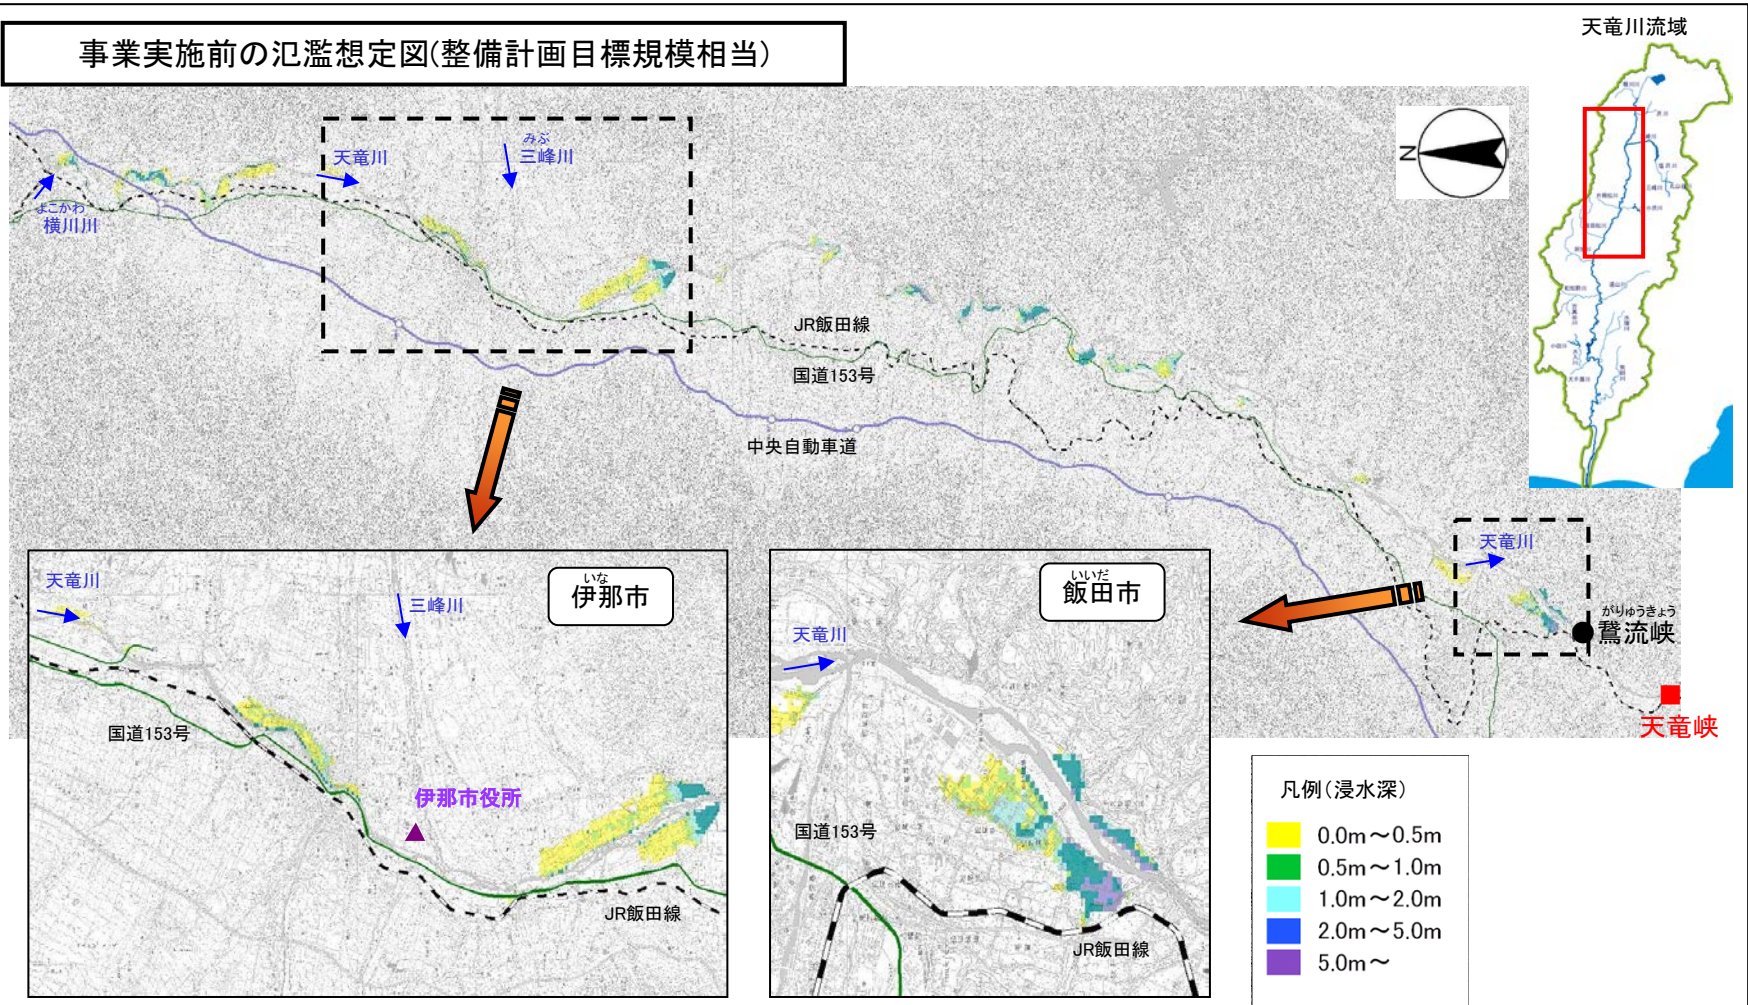 事業実施前の氾濫想定図(整備計画目標規模相当)
天竜川流域
N
天竜川
みぶ
三峰川
よこかわ
横川川
JR飯田線
国道153号
中央自動車道
天竜川
がりゅうきょう
鵞流峡
天竜峡
いな
伊那市
天竜川
三峰川
国道153号
伊那市役所
JR飯田線
いいだ
飯田市
天竜川
国道153号
JR飯田線
凡例(浸水深)
0.0m~0.5m
0.5m~1.0m
1.0m~2.0m
2.0m~5.0m
5.0m~